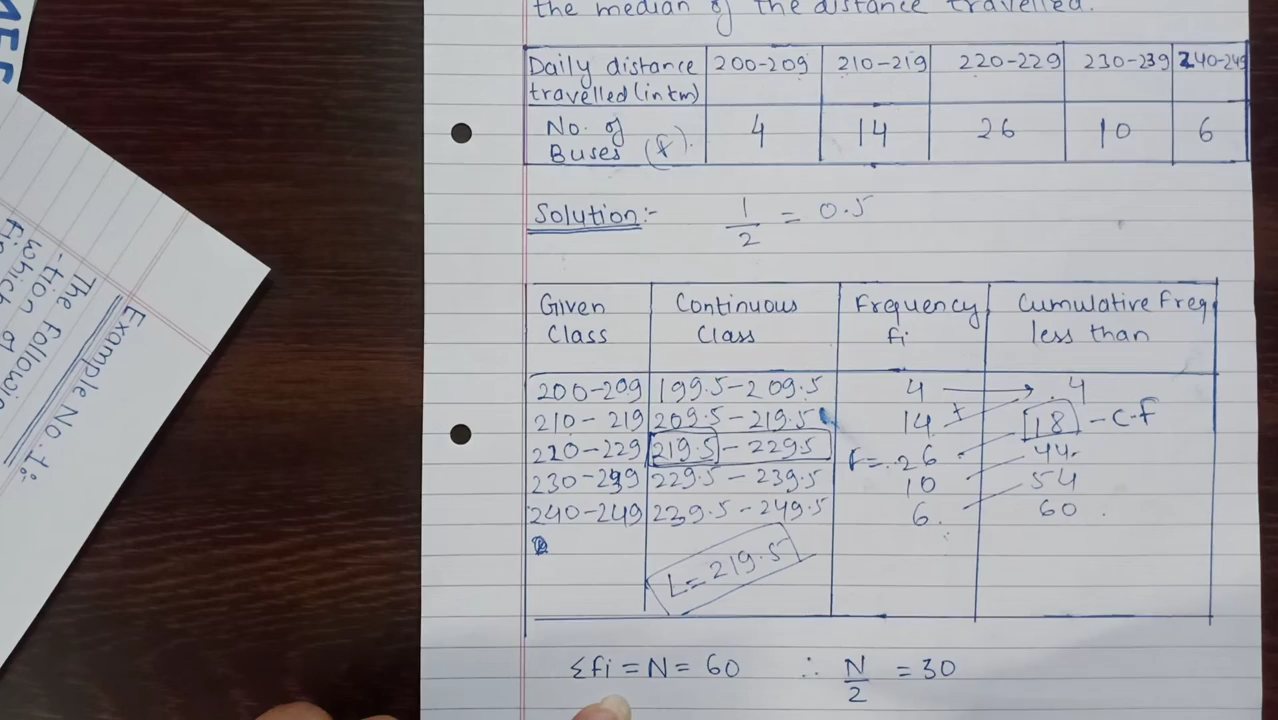 the median of the distance travelled.
Daily distance travelled (in km) 200-209 210-219 220-229 230-239 240-249
No. of Buses (f). 4 14 26 10 6
Solution:- 1/2 = 0.5
Given Class Continuous Class Frequency fi Cumulative Freq less than
200-209 199.5-209.5 4 4
210-219 209.5-219.5 14 + 18 - C.F
220-229 219.5-229.5 f= 26 44
230-239 229.5-239.5 10 54
240-249 239.5-249.5 6 60
L=219.5
Σfi = N = 60 ∴ N/2 = 30
Example No. 1:
The Followi
-tion of
which